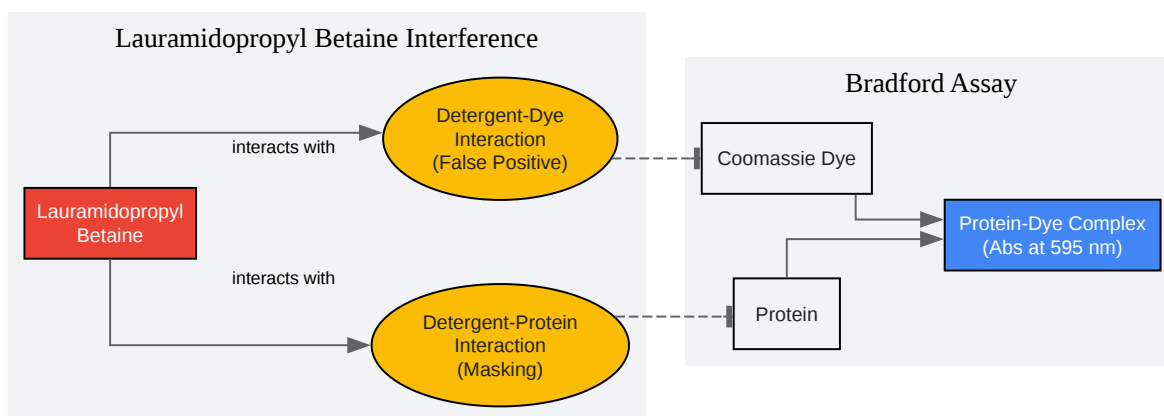 Lauramidopropyl Betaine Interference
Detergent-Dye
Interaction
(False Positive)
interacts with
Lauramidopropyl
Betaine
interacts with
Detergent-Protein
Interaction
(Masking)
Bradford Assay
Coomassie Dye
Protein-Dye Complex
(Abs at 595 nm)
Protein